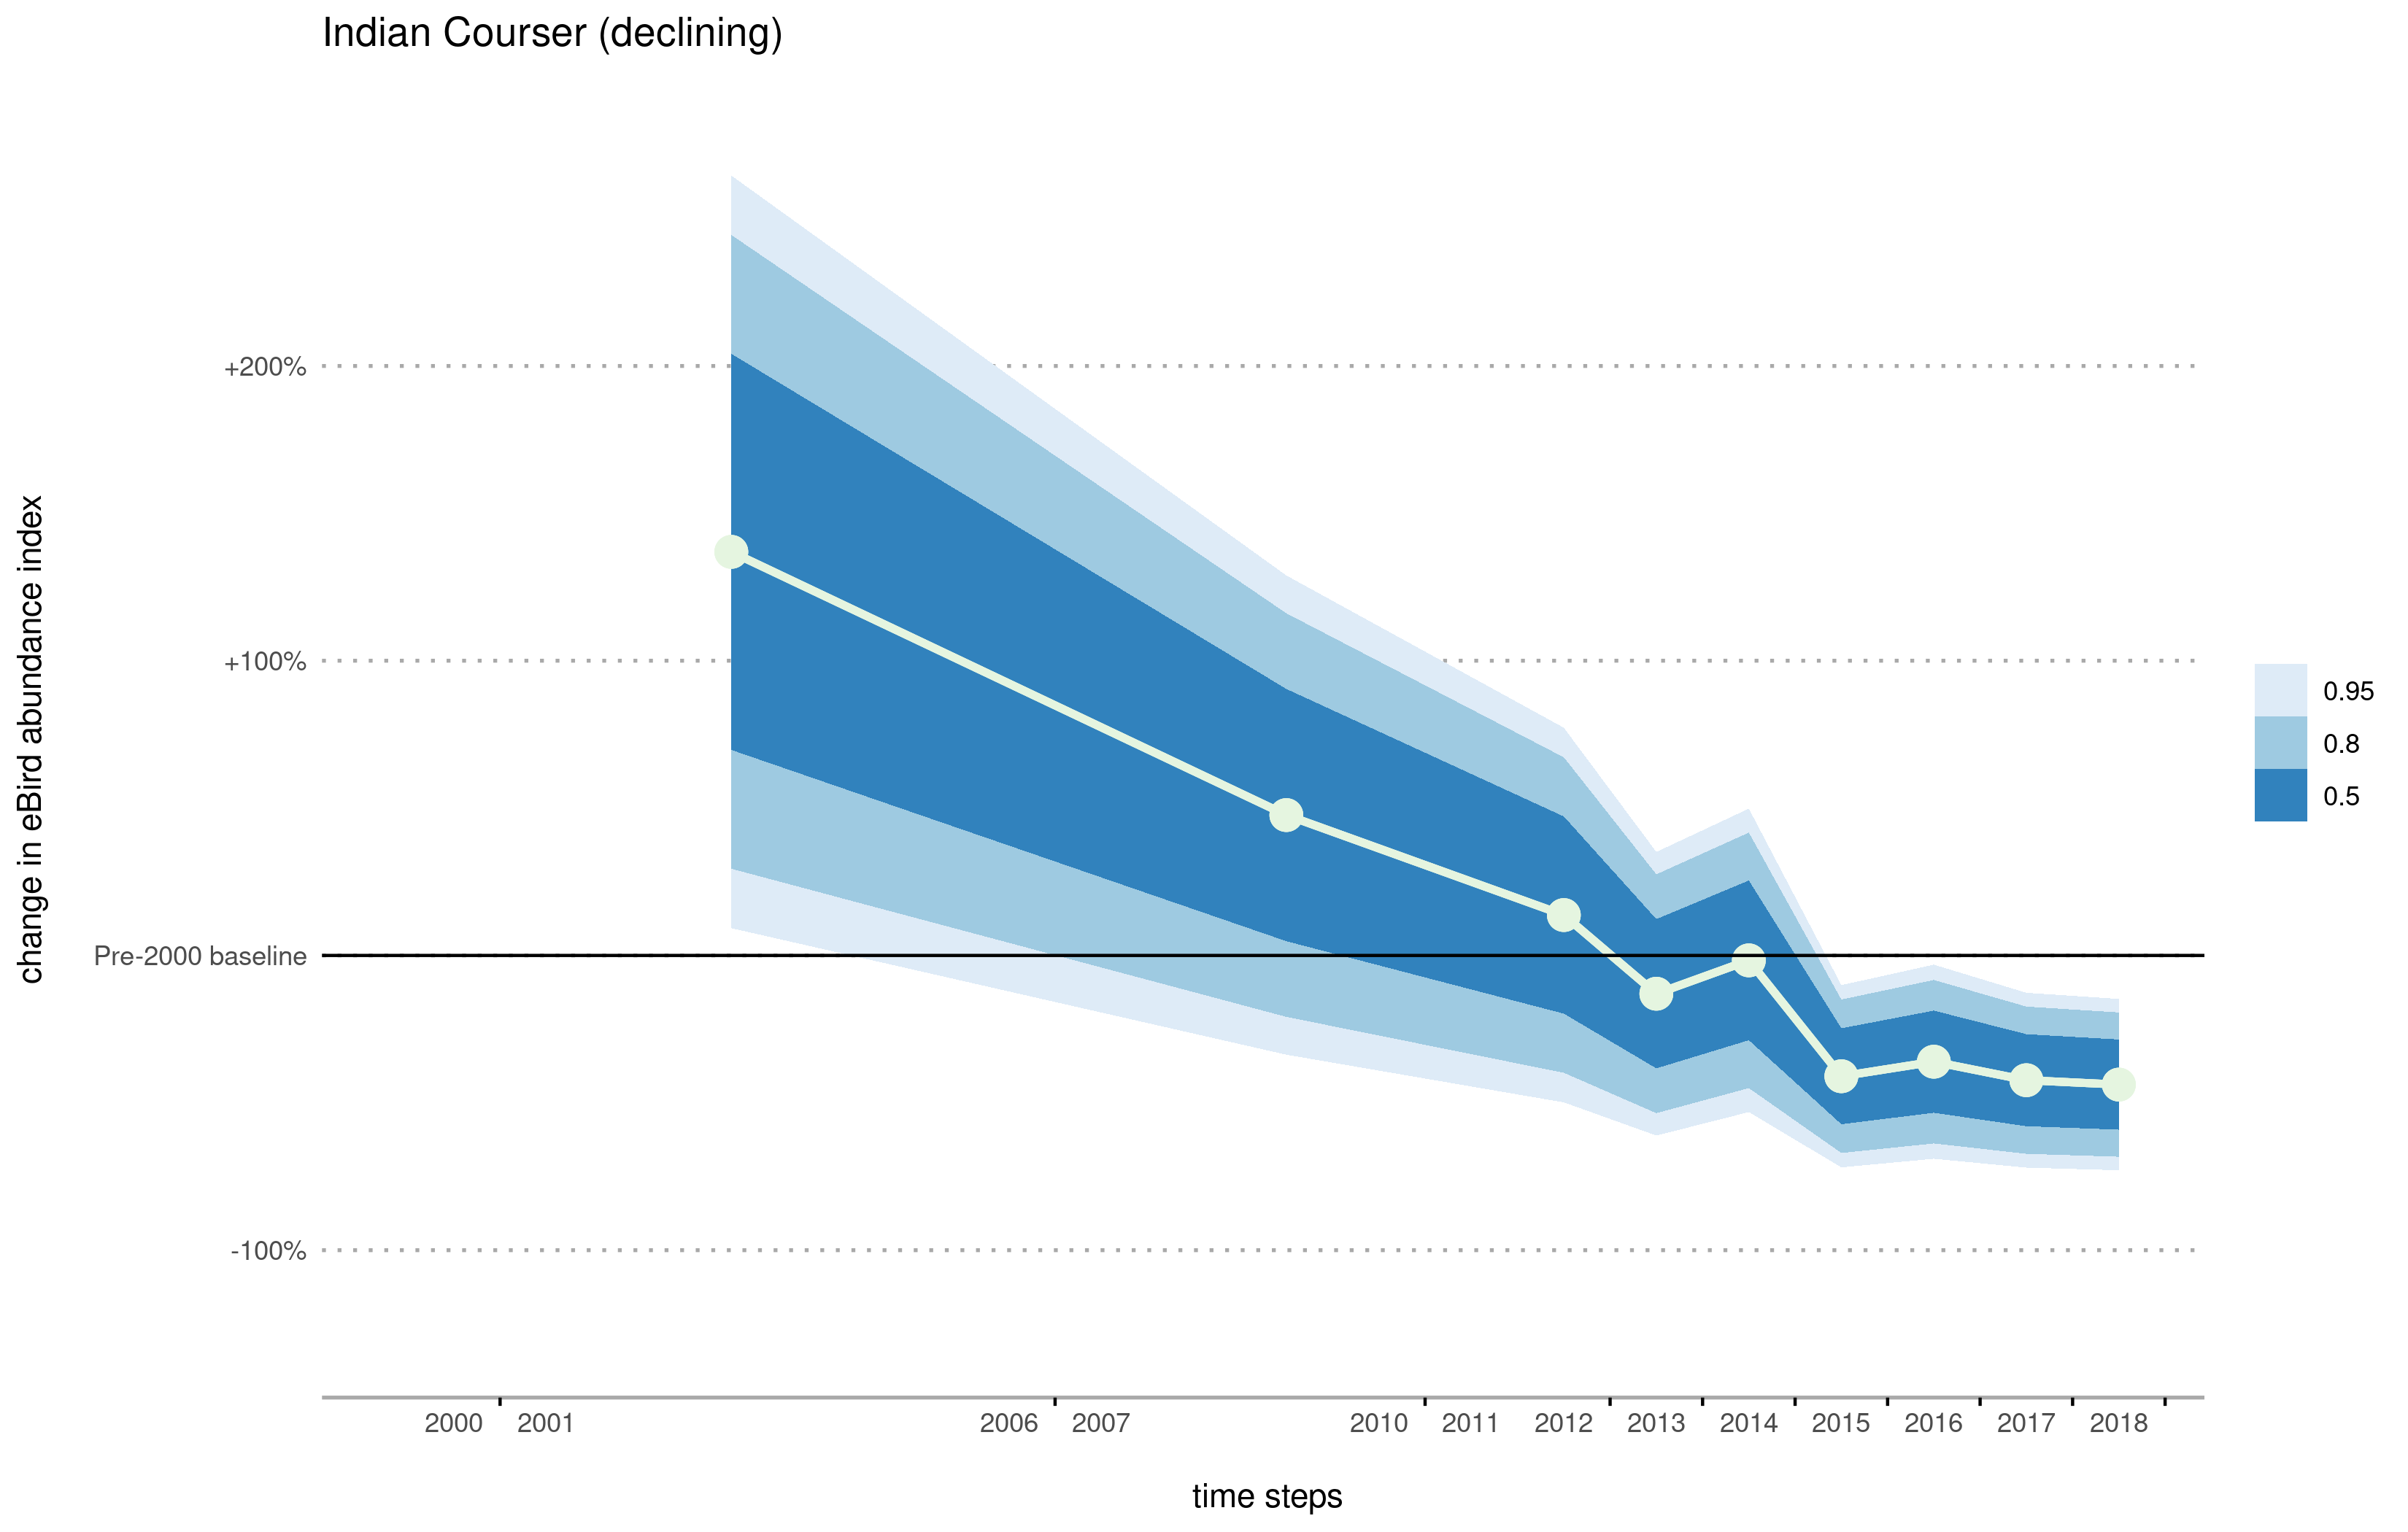 Indian Courser (declining)
change in eBird abundance index
+200%
+100%
Pre-2000 baseline
-100%
0.95
0.8
0.5
2000 2001 2006 2007 2010 2011 2012 2013 2014 2015 2016 2017 2018
time steps